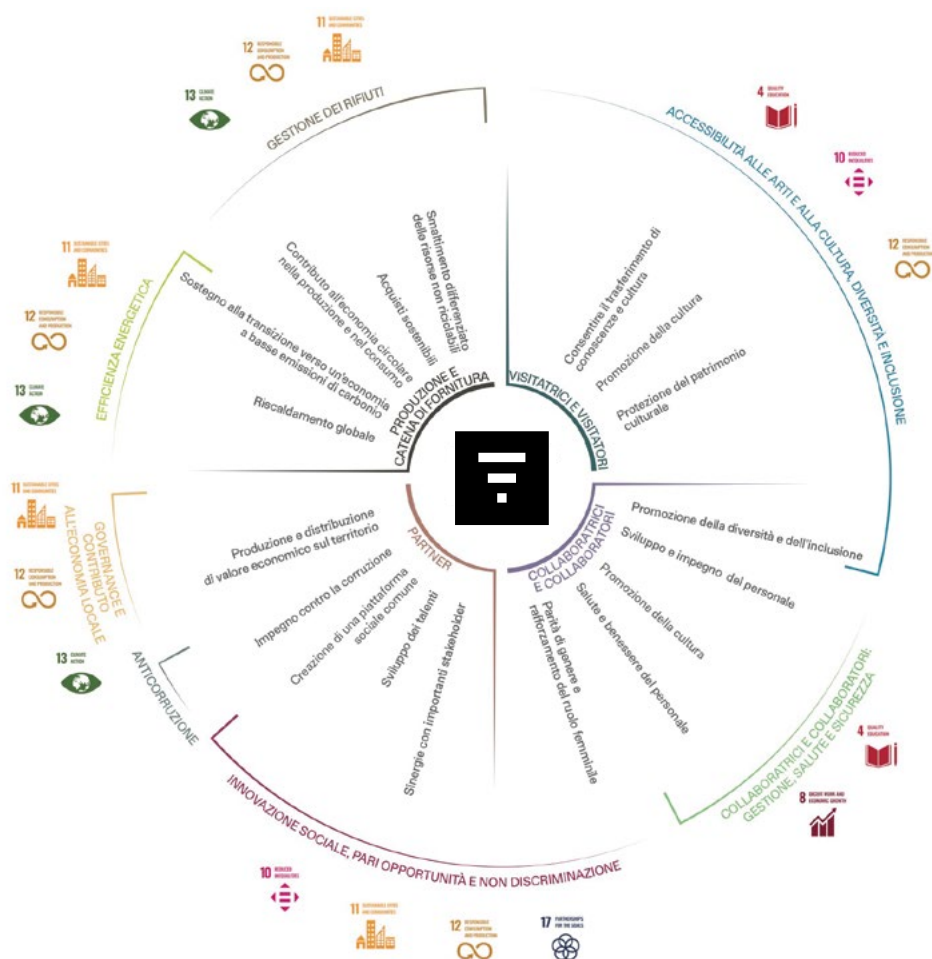 11 SUSTAINABLE CITIES
AND COMMUNITIES
12 RESPONSIBLE
CONSUMPTION
AND PRODUCTION
13 CLIMATE
ACTION
GESTIONE DEI RIFIUTI
4 QUALITY
EDUCATION
10 REDUCED
INEQUALITIES
12 RESPONSIBLE
CONSUMPTION
AND PRODUCTION
ACCESSIBILITÀ ALLE ARTI E ALLA CULTURA, DIVERSITÀ E INCLUSIONE
11 SUSTAINABLE CITIES
AND COMMUNITIES
12 RESPONSIBLE
CONSUMPTION
AND PRODUCTION
13 CLIMATE
ACTION
EFFICIENZA ENERGETICA
Smaltimento differenziato
delle risorse non riciclabili
Acquisti sostenibili
Contributo all'economia circolare
nella produzione e nel consumo
Sostegno alla transizione verso un'economia
a basse emissioni di carbonio
Riscaldamento globale
PRODUZIONE E
CATENA DI FORNITURA
Consentire il trasferimento di
conoscenze e cultura
Promozione della cultura
Protezione del patrimonio
culturale
VISITATRICI E VISITATORI
11 SUSTAINABLE CITIES
AND COMMUNITIES
12 RESPONSIBLE
CONSUMPTION
AND PRODUCTION
13 CLIMATE
ACTION
GOVERNANCE E
CONTRIBUTO
ALL'ECONOMIA LOCALE
ANTICORRUZIONE
Produzione e distribuzione
di valore economico sul territorio
Impegno contro la corruzione
Creazione di una piattaforma
sociale comune
Sviluppo dei talenti
Sinergie con importanti stakeholder
PARTNER
COLLABORATRICI
E COLLABORATORI
Promozione della diversità e dell'inclusione
Sviluppo e impegno del personale
Promozione della cultura
Salute e benessere del personale
Parità di genere e
rafforzamento del ruolo femminile
COLLABORATRICI E COLLABORATORI:
GESTIONE, SALUTE E SICUREZZA
4 QUALITY
EDUCATION
8 DECENT WORK AND
ECONOMIC GROWTH
INNOVAZIONE SOCIALE, PARI OPPORTUNITÀ E NON DISCRIMINAZIONE
10 REDUCED
INEQUALITIES
11 SUSTAINABLE CITIES
AND COMMUNITIES
12 RESPONSIBLE
CONSUMPTION
AND PRODUCTION
17 PARTNERSHIPS
FOR THE GOALS